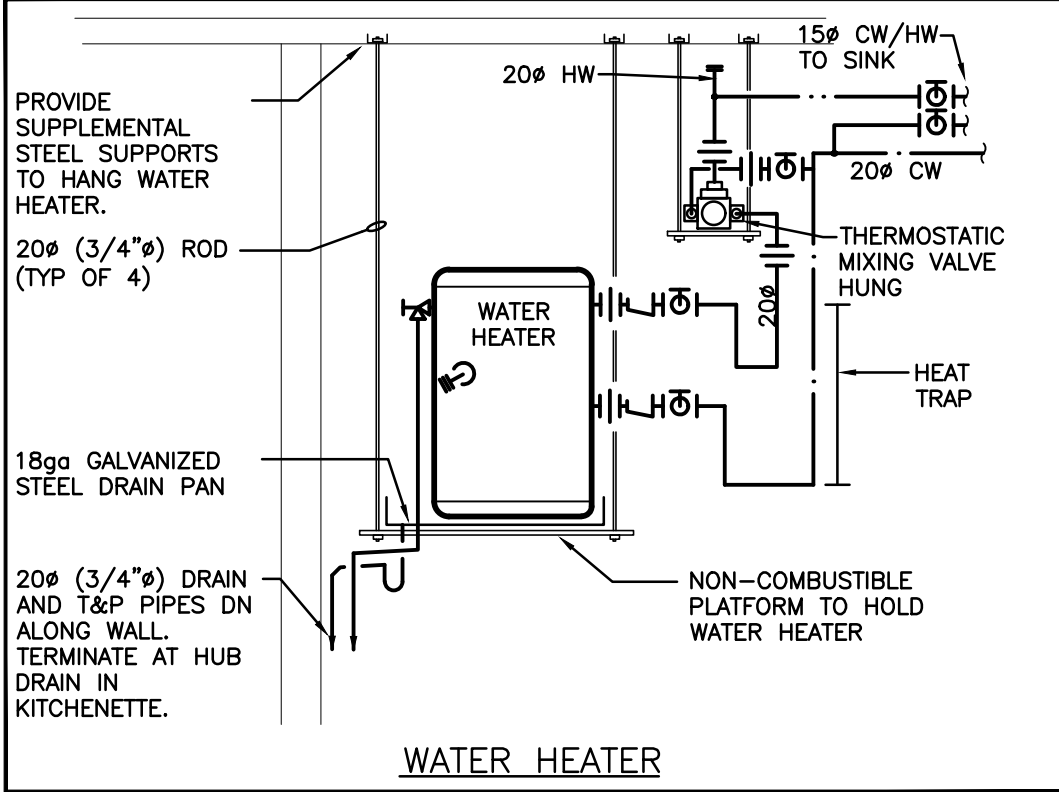 PROVIDE
SUPPLEMENTAL
STEEL SUPPORTS
TO HANG WATER
HEATER.
20ø (3/4"ø) ROD
(TYP OF 4)
18ga GALVANIZED
STEEL DRAIN PAN
20ø (3/4"ø) DRAIN
AND T&P PIPES DN
ALONG WALL.
TERMINATE AT HUB
DRAIN IN
KITCHENETTE.
WATER
HEATER
20ø HW
15ø CW/HW
TO SINK
20ø CW
THERMOSTATIC
MIXING VALVE
HUNG
20ø
HEAT
TRAP
NON-COMBUSTIBLE
PLATFORM TO HOLD
WATER HEATER
WATER HEATER